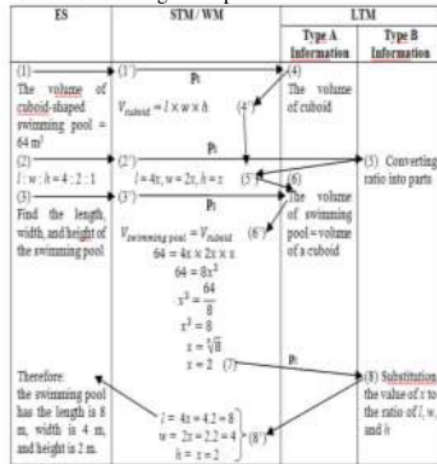 ES STM/ WM LTM
Type A Information Type B Information
(1) (1') P₁ (4)
The volume of cuboid-shaped swimming pool = 64 m³
V_cuboid = l × w × h (4')
The volume of cuboid
(2) (2') P₁ (5) Converting ratio into parts
l : w : h = 4 : 2 : 1
l = 4x, w = 2x, h = x (5') (6)
(3) (3') P₁
Find the length, width, and height of the swimming pool
The volume of swimming pool = volume of a cuboid
V_swimming pool = V_cuboid (6')
64 = 4x × 2x × x
64 = 8x³
x³ = 64/8
x³ = 8
x = ∛8
x = 2 (7)
(8) Substitution the value of x to the ratio of l, w, and h
Therefore:
the swimming pool has the length is 8 m, width is 4 m, and height is 2 m.
l = 4x = 4.2 = 8
w = 2x = 2.2 = 4 (8')
h = x = 2